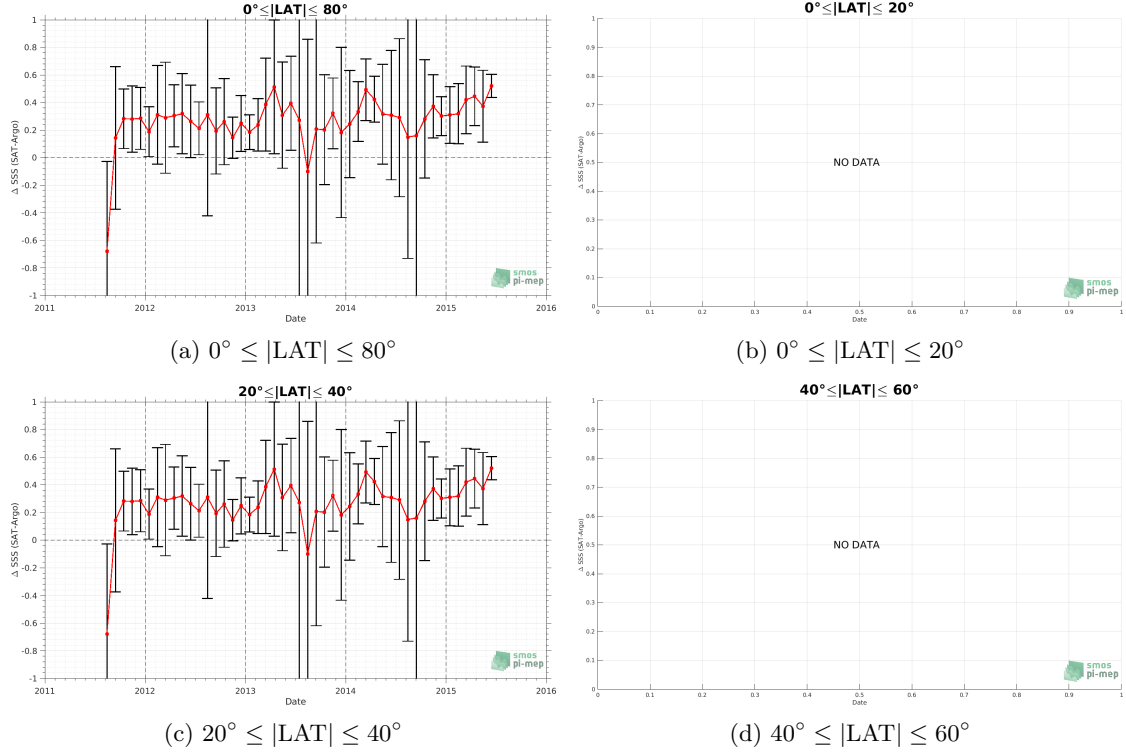 0°≤|LAT|≤ 80°
1
0.8
0.6
0.4
0.2
0
-0.2
-0.4
-0.6
-0.8
-1
Δ SSS (SAT-Argo)
2011 2012 2013 2014 2015 2016
Date
smos
pi-mep
(a) 0° ≤ |LAT| ≤ 80°
0°≤|LAT|≤ 20°
1
0.9
0.8
0.7
0.6
0.5
0.4
0.3
0.2
0.1
0
Δ SSS (SAT-Argo)
NO DATA
0 0.1 0.2 0.3 0.4 0.5 0.6 0.7 0.8 0.9 1
Date
smos
pi-mep
(b) 0° ≤ |LAT| ≤ 20°
20°≤|LAT|≤ 40°
1
0.8
0.6
0.4
0.2
0
-0.2
-0.4
-0.6
-0.8
-1
Δ SSS (SAT-Argo)
2011 2012 2013 2014 2015 2016
Date
smos
pi-mep
(c) 20° ≤ |LAT| ≤ 40°
40°≤|LAT|≤ 60°
1
0.9
0.8
0.7
0.6
0.5
0.4
0.3
0.2
0.1
0
Δ SSS (SAT-Argo)
NO DATA
0 0.1 0.2 0.3 0.4 0.5 0.6 0.7 0.8 0.9 1
Date
smos
pi-mep
(d) 40° ≤ |LAT| ≤ 60°